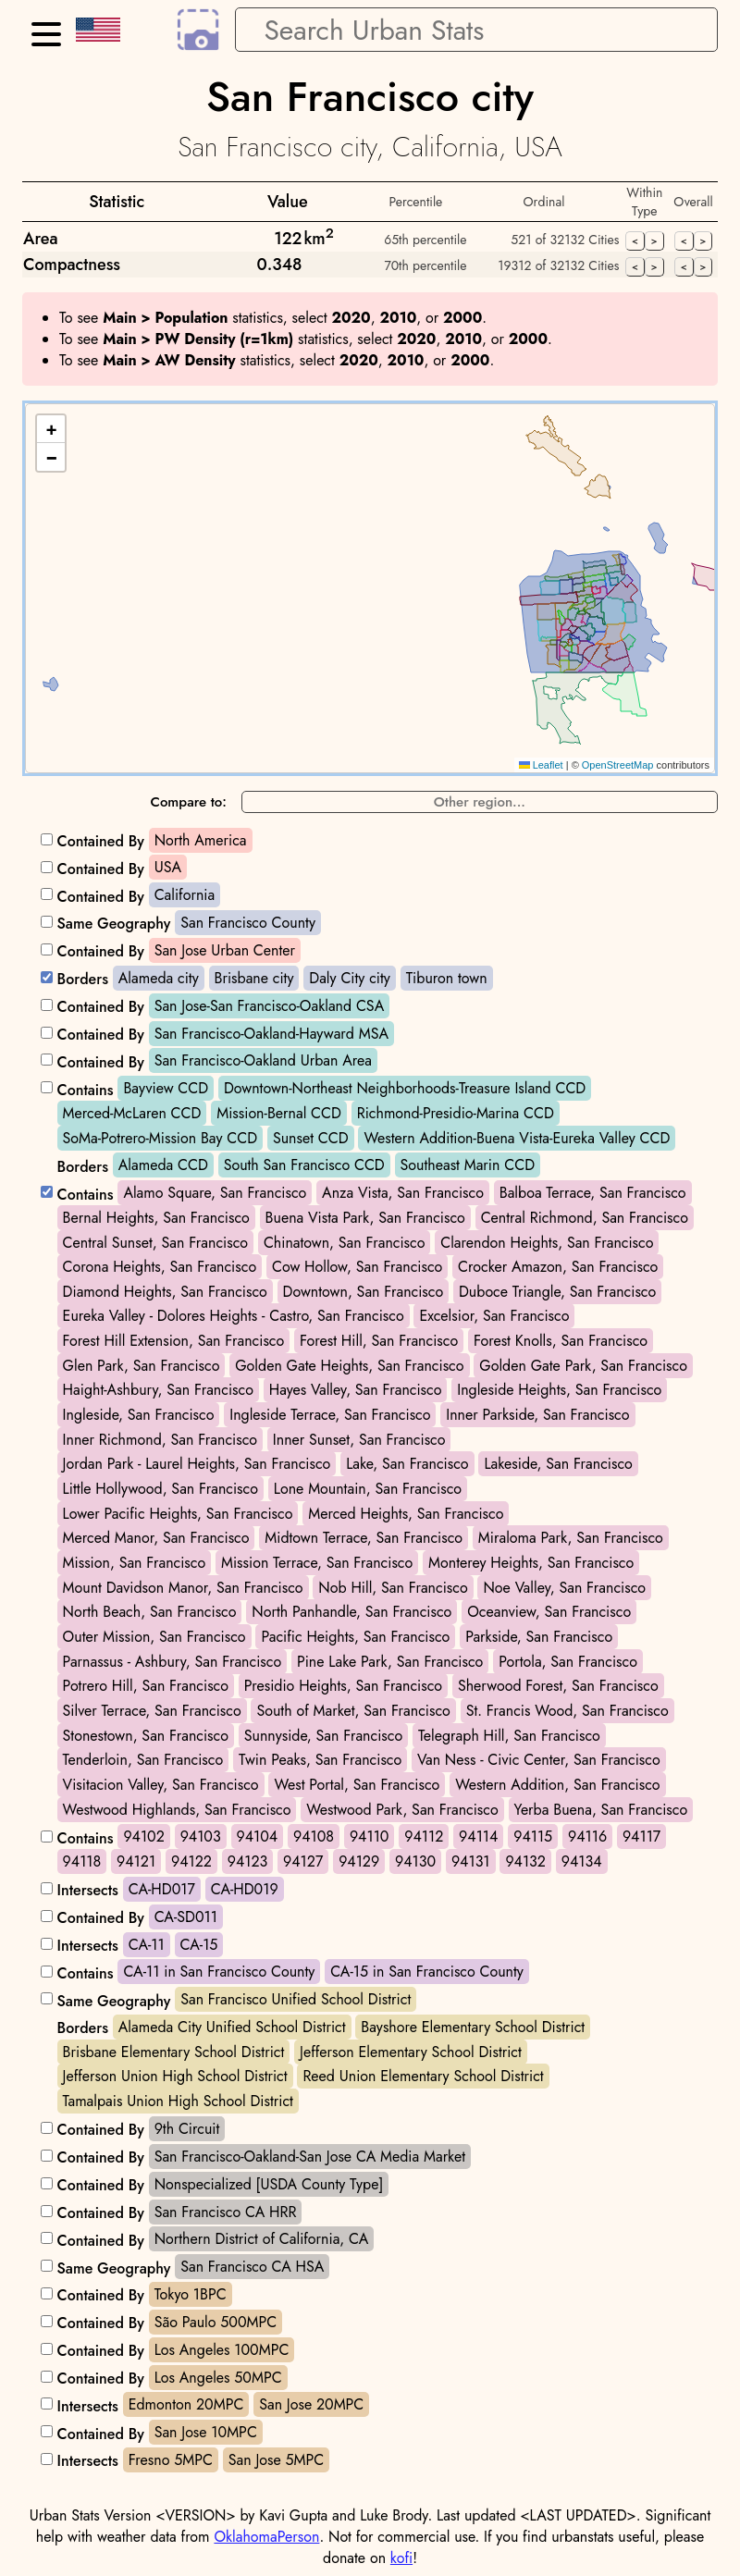 Search Urban Stats
San Francisco city
San Francisco city, California, USA
Statistic Value Percentile Ordinal Within Type Overall
Area 122 km² 65th percentile 521 of 32132 Cities < > < >
Compactness 0.348 70th percentile 19312 of 32132 Cities < > < >
• To see Main > Population statistics, select 2020, 2010, or 2000.
• To see Main > PW Density (r=1km) statistics, select 2020, 2010, or 2000.
• To see Main > AW Density statistics, select 2020, 2010, or 2000.
+
−
Leaflet | © OpenStreetMap contributors
Compare to: Other region...
Contained By North America
Contained By USA
Contained By California
Same Geography San Francisco County
Contained By San Jose Urban Center
Borders Alameda city Brisbane city Daly City city Tiburon town
Contained By San Jose-San Francisco-Oakland CSA
Contained By San Francisco-Oakland-Hayward MSA
Contained By San Francisco-Oakland Urban Area
Contains Bayview CCD Downtown-Northeast Neighborhoods-Treasure Island CCD
Merced-McLaren CCD Mission-Bernal CCD Richmond-Presidio-Marina CCD
SoMa-Potrero-Mission Bay CCD Sunset CCD Western Addition-Buena Vista-Eureka Valley CCD
Borders Alameda CCD South San Francisco CCD Southeast Marin CCD
Contains Alamo Square, San Francisco Anza Vista, San Francisco Balboa Terrace, San Francisco
Bernal Heights, San Francisco Buena Vista Park, San Francisco Central Richmond, San Francisco
Central Sunset, San Francisco Chinatown, San Francisco Clarendon Heights, San Francisco
Corona Heights, San Francisco Cow Hollow, San Francisco Crocker Amazon, San Francisco
Diamond Heights, San Francisco Downtown, San Francisco Duboce Triangle, San Francisco
Eureka Valley - Dolores Heights - Castro, San Francisco Excelsior, San Francisco
Forest Hill Extension, San Francisco Forest Hill, San Francisco Forest Knolls, San Francisco
Glen Park, San Francisco Golden Gate Heights, San Francisco Golden Gate Park, San Francisco
Haight-Ashbury, San Francisco Hayes Valley, San Francisco Ingleside Heights, San Francisco
Ingleside, San Francisco Ingleside Terrace, San Francisco Inner Parkside, San Francisco
Inner Richmond, San Francisco Inner Sunset, San Francisco
Jordan Park - Laurel Heights, San Francisco Lake, San Francisco Lakeside, San Francisco
Little Hollywood, San Francisco Lone Mountain, San Francisco
Lower Pacific Heights, San Francisco Merced Heights, San Francisco
Merced Manor, San Francisco Midtown Terrace, San Francisco Miraloma Park, San Francisco
Mission, San Francisco Mission Terrace, San Francisco Monterey Heights, San Francisco
Mount Davidson Manor, San Francisco Nob Hill, San Francisco Noe Valley, San Francisco
North Beach, San Francisco North Panhandle, San Francisco Oceanview, San Francisco
Outer Mission, San Francisco Pacific Heights, San Francisco Parkside, San Francisco
Parnassus - Ashbury, San Francisco Pine Lake Park, San Francisco Portola, San Francisco
Potrero Hill, San Francisco Presidio Heights, San Francisco Sherwood Forest, San Francisco
Silver Terrace, San Francisco South of Market, San Francisco St. Francis Wood, San Francisco
Stonestown, San Francisco Sunnyside, San Francisco Telegraph Hill, San Francisco
Tenderloin, San Francisco Twin Peaks, San Francisco Van Ness - Civic Center, San Francisco
Visitacion Valley, San Francisco West Portal, San Francisco Western Addition, San Francisco
Westwood Highlands, San Francisco Westwood Park, San Francisco Yerba Buena, San Francisco
Contains 94102 94103 94104 94108 94110 94112 94114 94115 94116 94117
94118 94121 94122 94123 94127 94129 94130 94131 94132 94134
Intersects CA-HD017 CA-HD019
Contained By CA-SD011
Intersects CA-11 CA-15
Contains CA-11 in San Francisco County CA-15 in San Francisco County
Same Geography San Francisco Unified School District
Borders Alameda City Unified School District Bayshore Elementary School District
Brisbane Elementary School District Jefferson Elementary School District
Jefferson Union High School District Reed Union Elementary School District
Tamalpais Union High School District
Contained By 9th Circuit
Contained By San Francisco-Oakland-San Jose CA Media Market
Contained By Nonspecialized [USDA County Type]
Contained By San Francisco CA HRR
Contained By Northern District of California, CA
Same Geography San Francisco CA HSA
Contained By Tokyo 1BPC
Contained By São Paulo 500MPC
Contained By Los Angeles 100MPC
Contained By Los Angeles 50MPC
Intersects Edmonton 20MPC San Jose 20MPC
Contained By San Jose 10MPC
Intersects Fresno 5MPC San Jose 5MPC
Urban Stats Version <VERSION> by Kavi Gupta and Luke Brody. Last updated <LAST UPDATED>. Significant
help with weather data from OklahomaPerson. Not for commercial use. If you find urbanstats useful, please
donate on kofi!